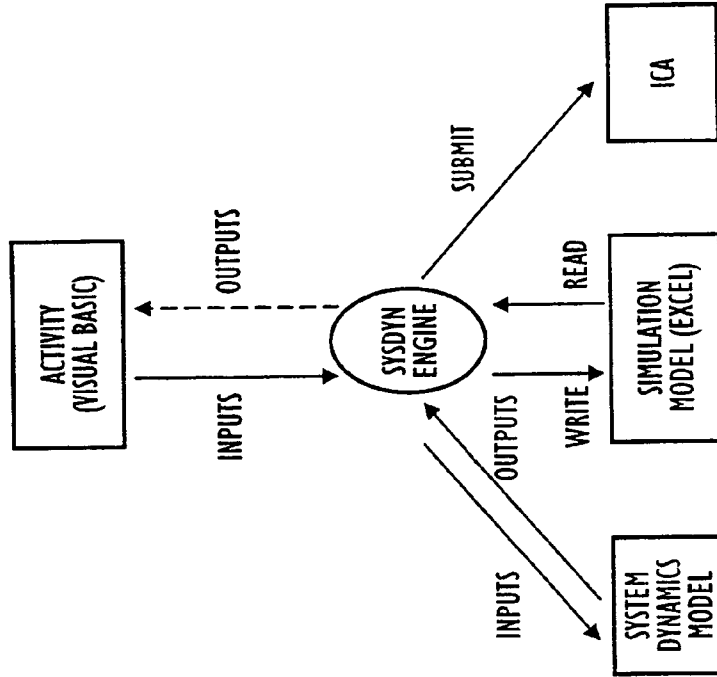 ACTIVITY
(VISUAL BASIC)
INPUTS
OUTPUTS
SYSDYN
ENGINE
SUBMIT
INPUTS
OUTPUTS
WRITE
READ
SYSTEM
DYNAMICS
MODEL
SIMULATION
MODEL (EXCEL)
ICA